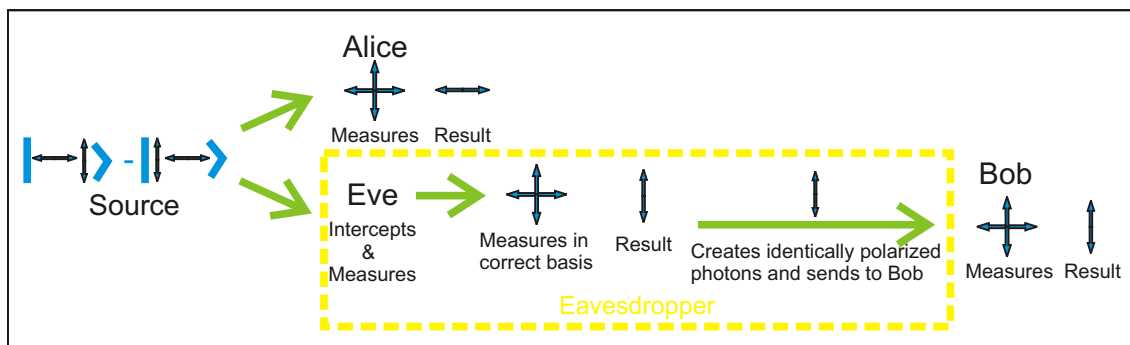 Alice
Measures
Result
Source
Eve
Intercepts
&
Measures
Measures in
correct basis
Result
Creates identically polarized
photons and sends to Bob
Eavesdropper
Bob
Measures
Result